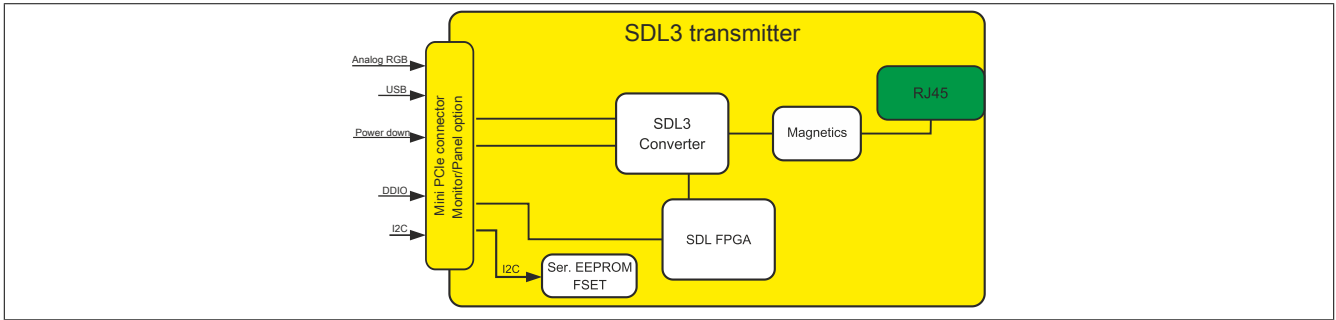 SDL3 transmitter
Analog RGB
USB
Power down
DDIO
I2C
Mini PCIe connector
Monitor/Panel option
SDL3
Converter
Magnetics
RJ45
SDL FPGA
I2C
Ser. EEPROM
FSET